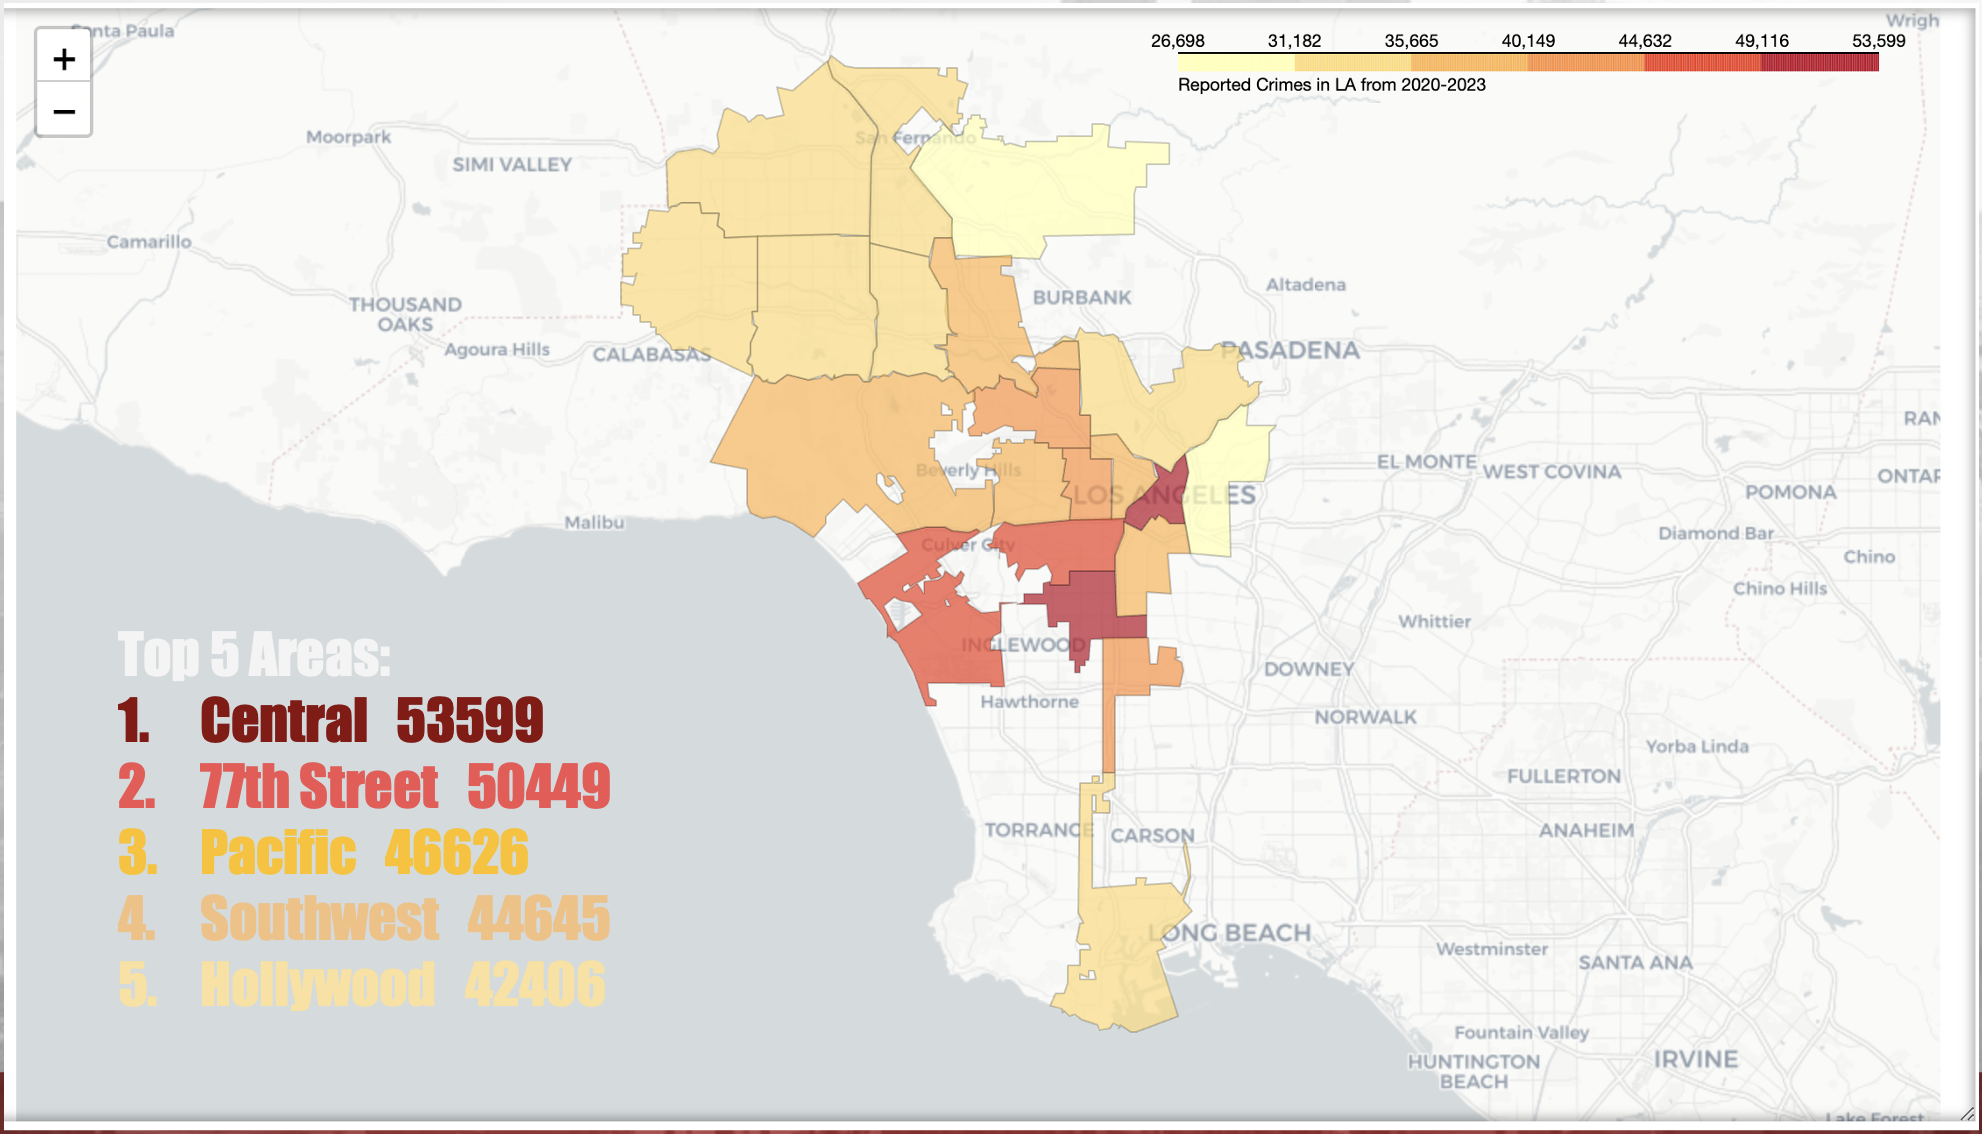 Santa Paula
Wrigh
+
−
26,698 31,182 35,665 40,149 44,632 49,116 53,599
Reported Crimes in LA from 2020-2023
Moorpark
San Fernando
SIMI VALLEY
Camarillo
Altadena
BURBANK
THOUSAND
OAKS
Agoura Hills
CALABASAS
PASADENA
RAN
EL MONTE
WEST COVINA
Beverly Hills
ONTAR
LOS ANGELES
POMONA
Malibu
Diamond Bar
Culver City
Chino
Chino Hills
Whittier
INGLEWOOD
DOWNEY
Hawthorne
NORWALK
Yorba Linda
FULLERTON
TORRANCE
CARSON
ANAHEIM
LONG BEACH
Westminster
SANTA ANA
Fountain Valley
HUNTINGTON
BEACH
IRVINE
Lake Forest
Top 5 Areas:
1. Central 53599
2. 77th Street 50449
3. Pacific 46626
4. Southwest 44645
5. Hollywood 42406